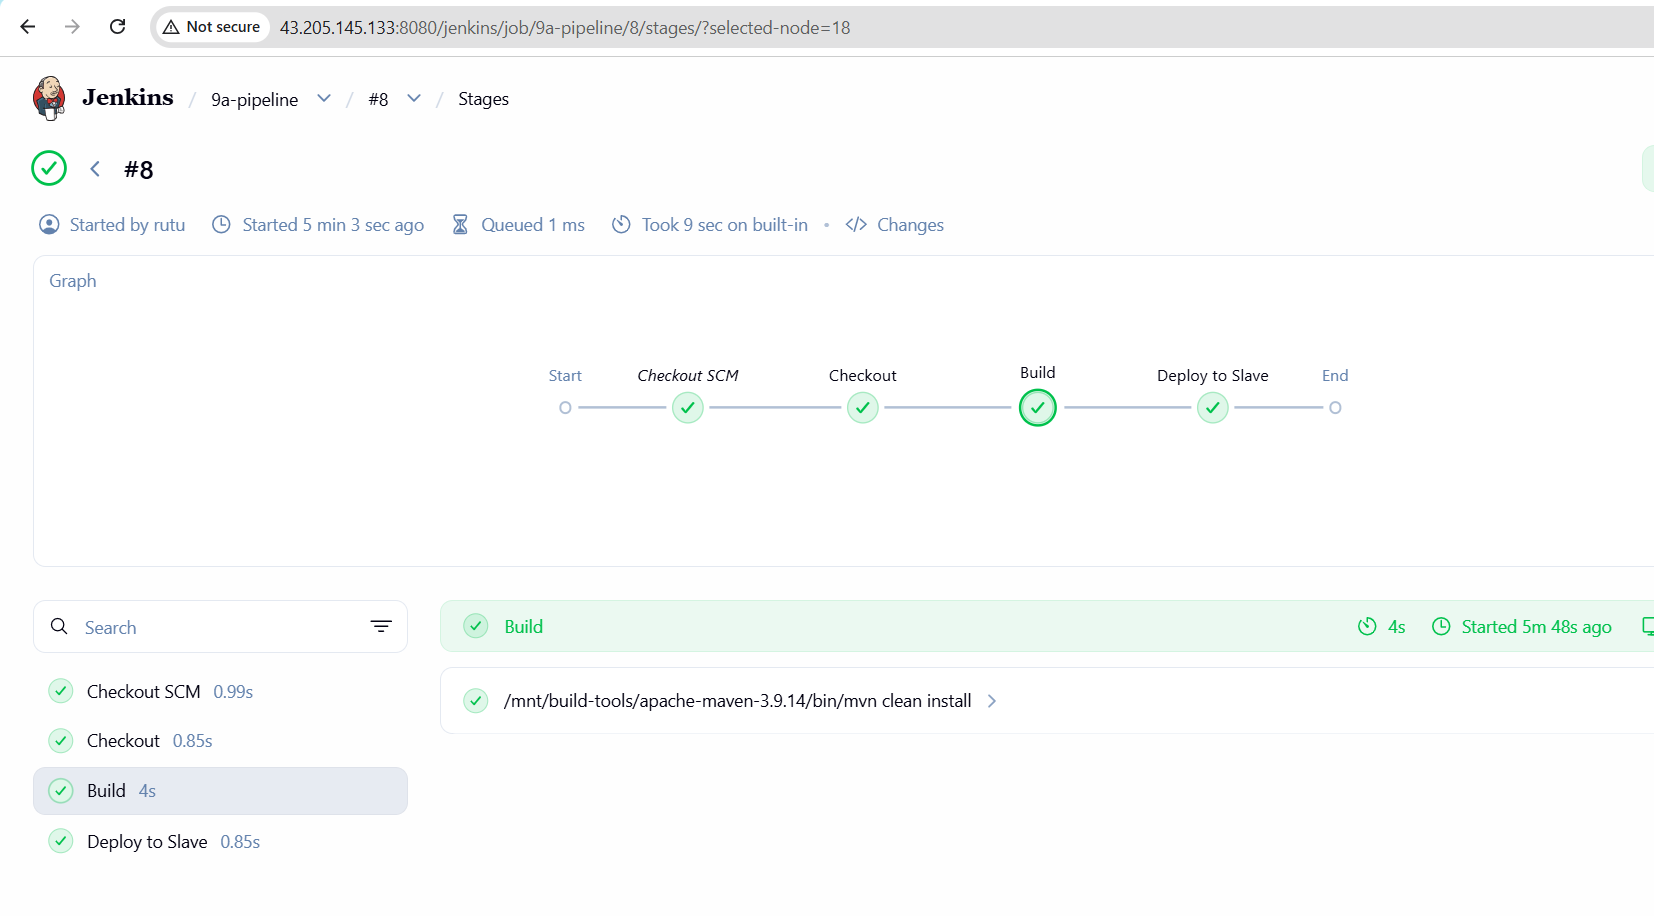 Not secure 43.205.145.133:8080/jenkins/job/9a-pipeline/8/stages/?selected-node=18
Jenkins / 9a-pipeline / #8 / Stages
#8
Started by rutu Started 5 min 3 sec ago Queued 1 ms Took 9 sec on built-in • </> Changes
Graph
Start Checkout SCM Checkout Build Deploy to Slave End
Search
Build 4s Started 5m 48s ago
Checkout SCM 0.99s
/mnt/build-tools/apache-maven-3.9.14/bin/mvn clean install
Checkout 0.85s
Build 4s
Deploy to Slave 0.85s